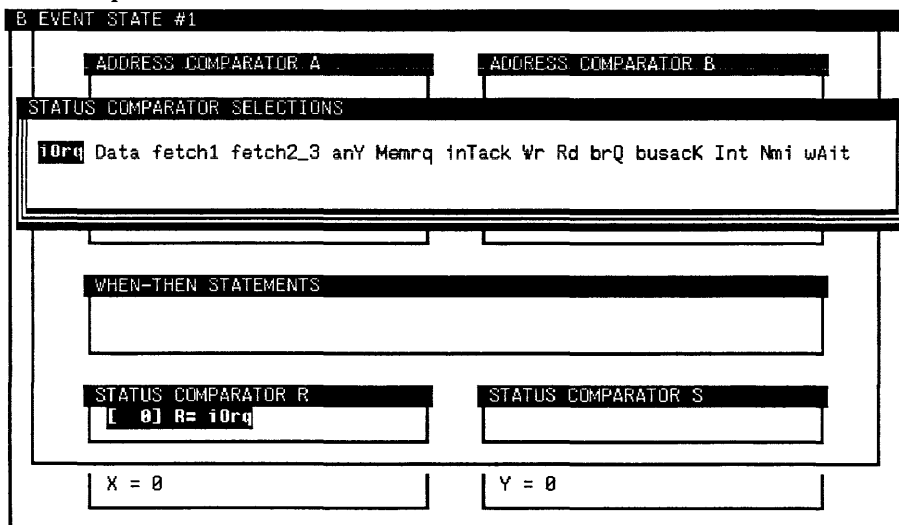 B EVENT STATE #1
ADDRESS COMPARATOR A
ADDRESS COMPARATOR B
STATUS COMPARATOR SELECTIONS
iOrq Data fetch1 fetch2_3 anY Memrq inTack Wr Rd brQ busacK Int Nmi wAit
WHEN-THEN STATEMENTS
STATUS COMPARATOR R
STATUS COMPARATOR S
[ 0] R= iOrq
X = 0
Y = 0